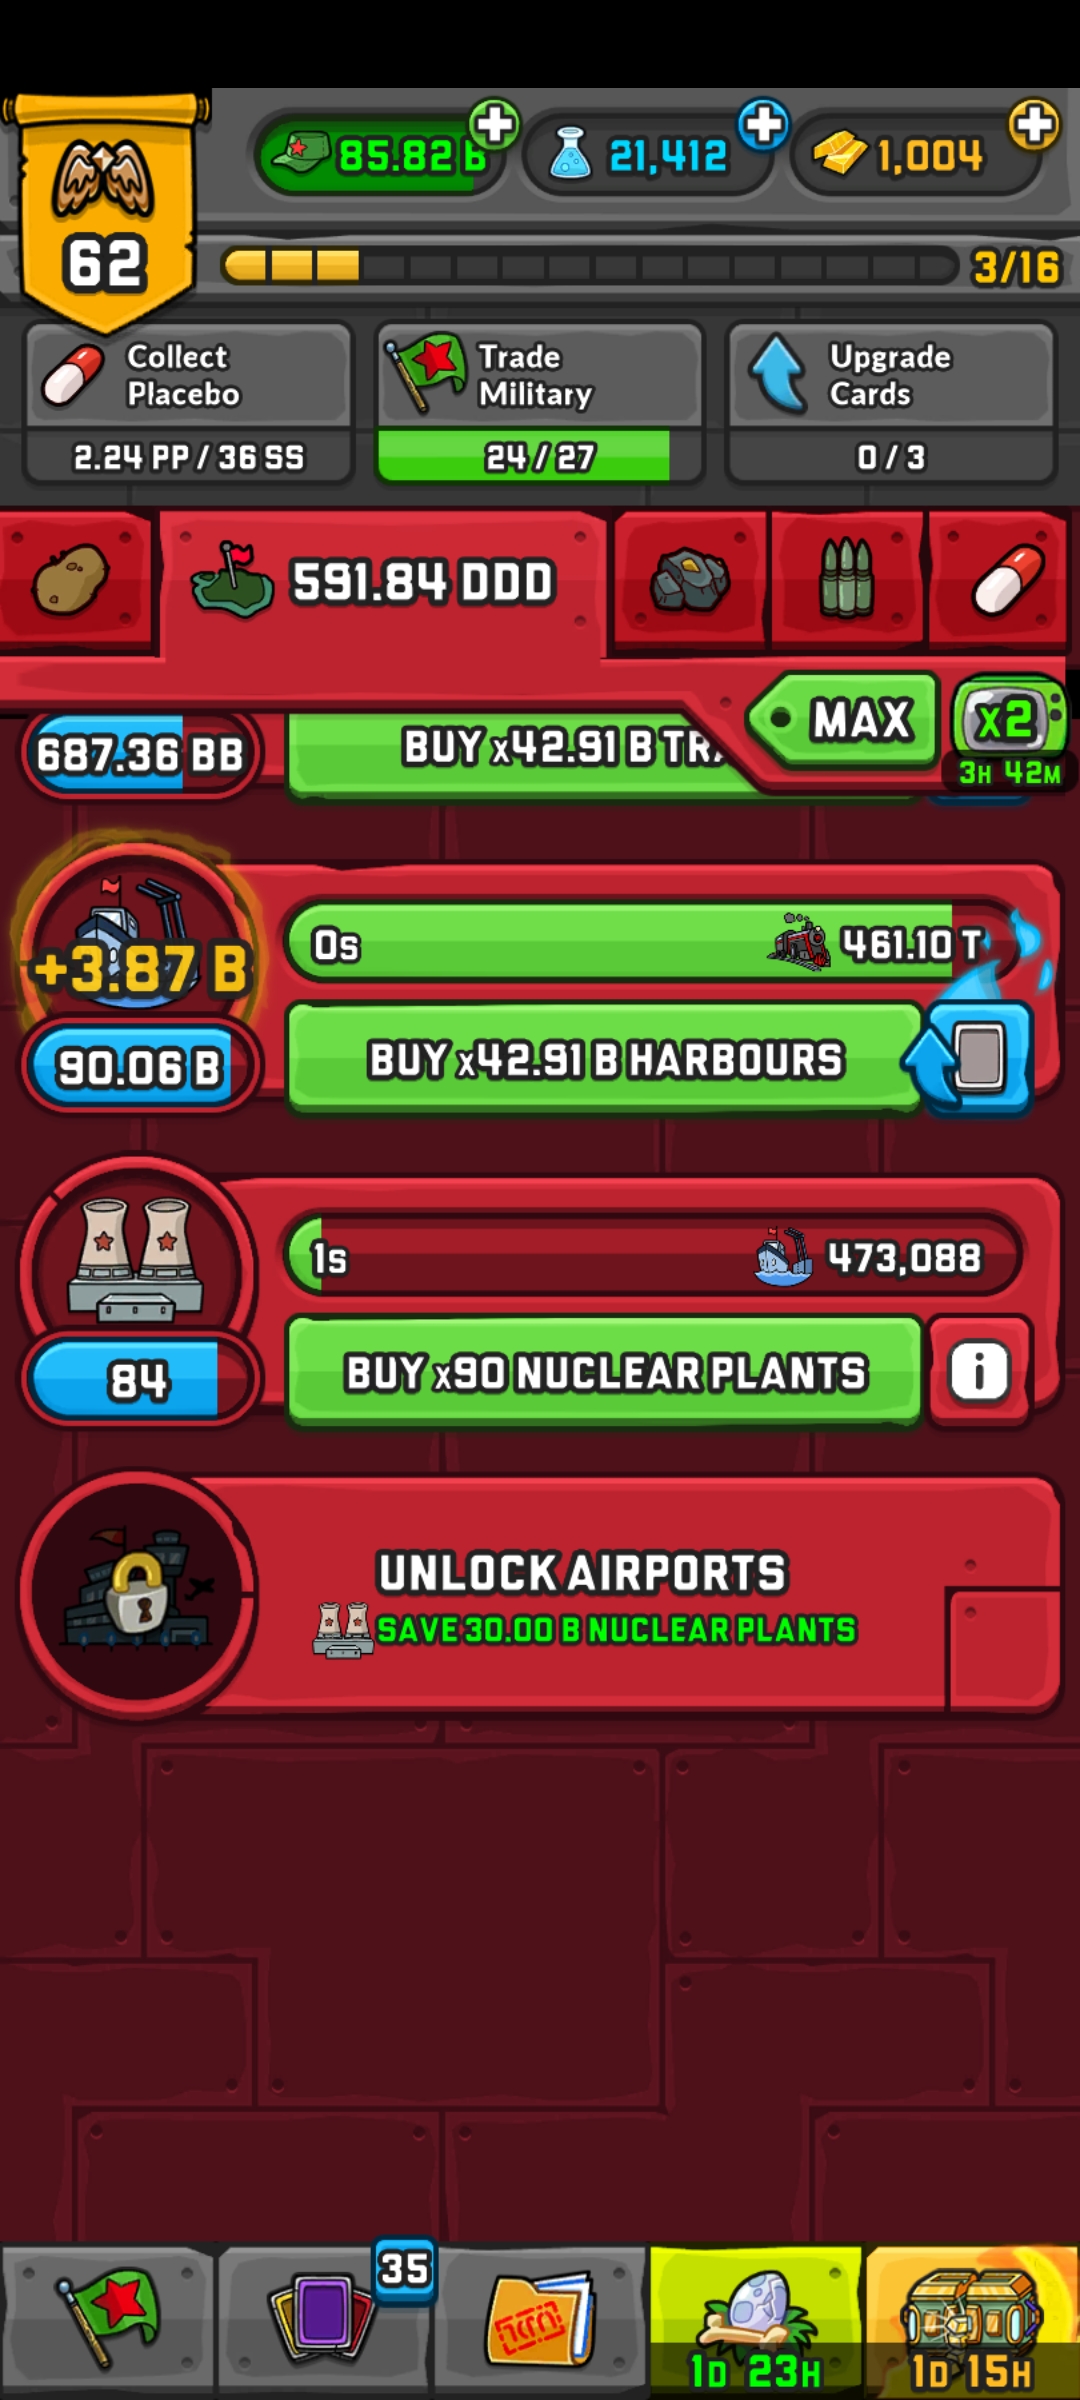 85.82 B
21,412
1,004
62
3/16
Collect
Placebo
2.24 PP / 36 SS
Trade
Military
24 / 27
Upgrade
Cards
0 / 3
591.84 DDD
MAX
x2
3H 42M
687.36 BB
BUY x42.91 B
+3.87 B
0s
461.10 T
90.06 B
BUY x42.91 B HARBOURS
1s
473,088
84
BUY x90 NUCLEAR PLANTS
i
UNLOCK AIRPORTS
SAVE 30.00 B NUCLEAR PLANTS
35
1D 23H
1D 15H